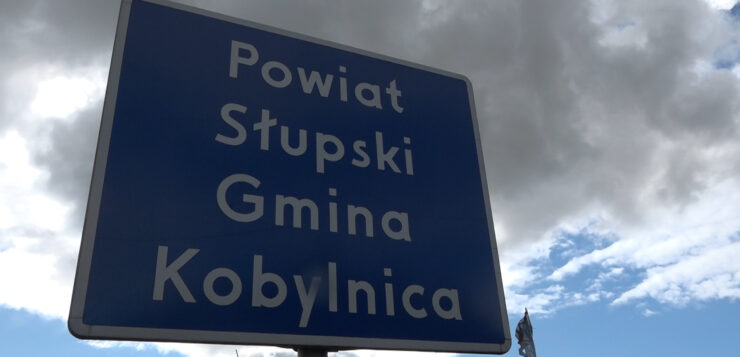 Powiat
Słupski
Gmina
Kobylnica